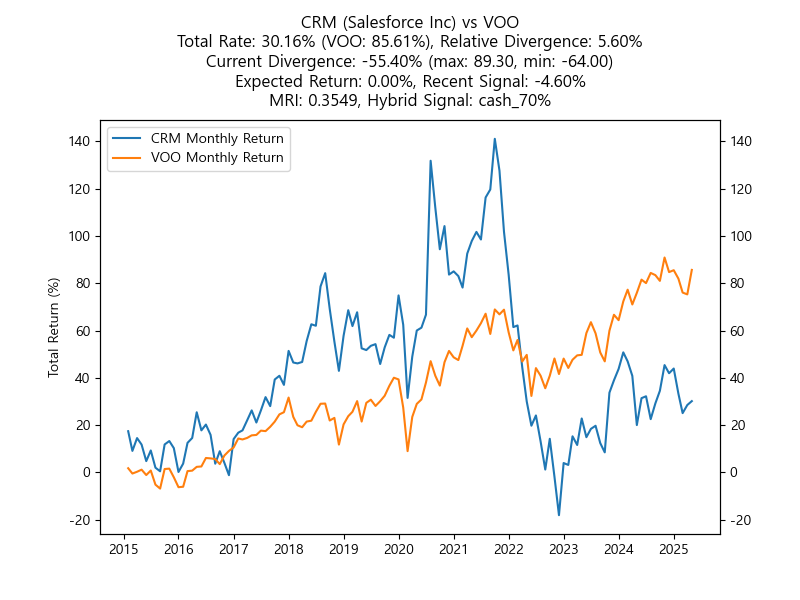 CRM (Salesforce Inc) vs VOO
Total Rate: 30.16% (VOO: 85.61%), Relative Divergence: 5.60%
Current Divergence: -55.40% (max: 89.30, min: -64.00)
Expected Return: 0.00%, Recent Signal: -4.60%
MRI: 0.3549, Hybrid Signal: cash_70%
CRM Monthly Return
VOO Monthly Return
Total Return (%)
140 140
120 120
100 100
80 80
60 60
40 40
20 20
0 0
-20 -20
2015 2016 2017 2018 2019 2020 2021 2022 2023 2024 2025